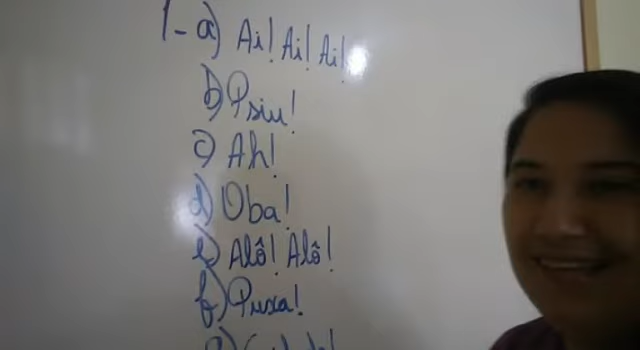 1- a) Ai! Ai! Ai!
b) Psiu!
c) Ah!
d) Oba!
e) Alô! Alô!
f) Puxa!